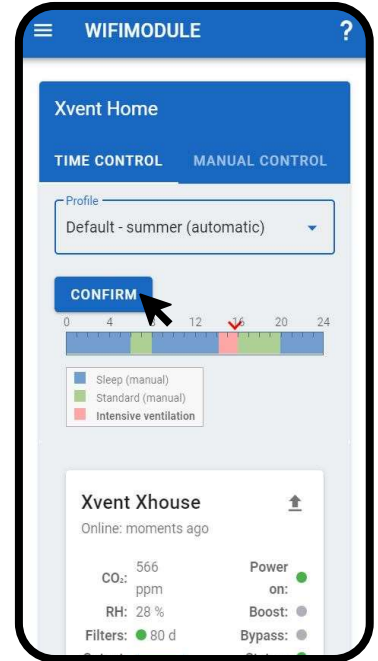 WIFIMODULE ?
Xvent Home
TIME CONTROL MANUAL CONTROL
Profile
Default - summer (automatic)
CONFIRM
0 4 8 12 16 20 24
Sleep (manual)
Standard (manual)
Intensive ventilation
Xvent Xhouse
Online: moments ago
CO₂: 566 ppm Power on:
RH: 28 % Boost:
Filters: 80 d Bypass: